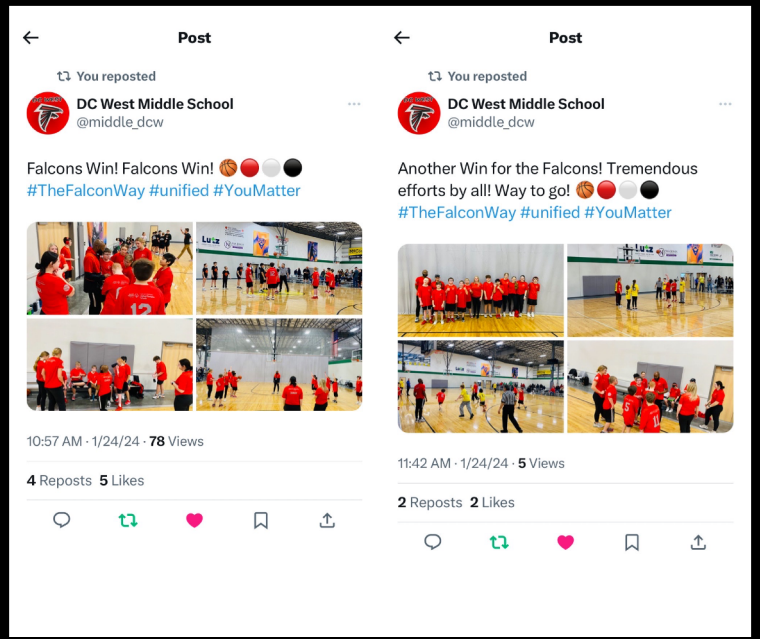 Post
You reposted
DC West Middle School
@middle_dcw
Falcons Win! Falcons Win! 🏀🔴⚪⚫
#TheFalconWay #unified #YouMatter
Lutz
12
10:57 AM · 1/24/24 · 78 Views
4 Reposts 5 Likes
Post
You reposted
DC West Middle School
@middle_dcw
Another Win for the Falcons! Tremendous
efforts by all! Way to go! 🏀🔴⚪⚫
#TheFalconWay #unified #YouMatter
5
11:42 AM · 1/24/24 · 5 Views
2 Reposts 2 Likes